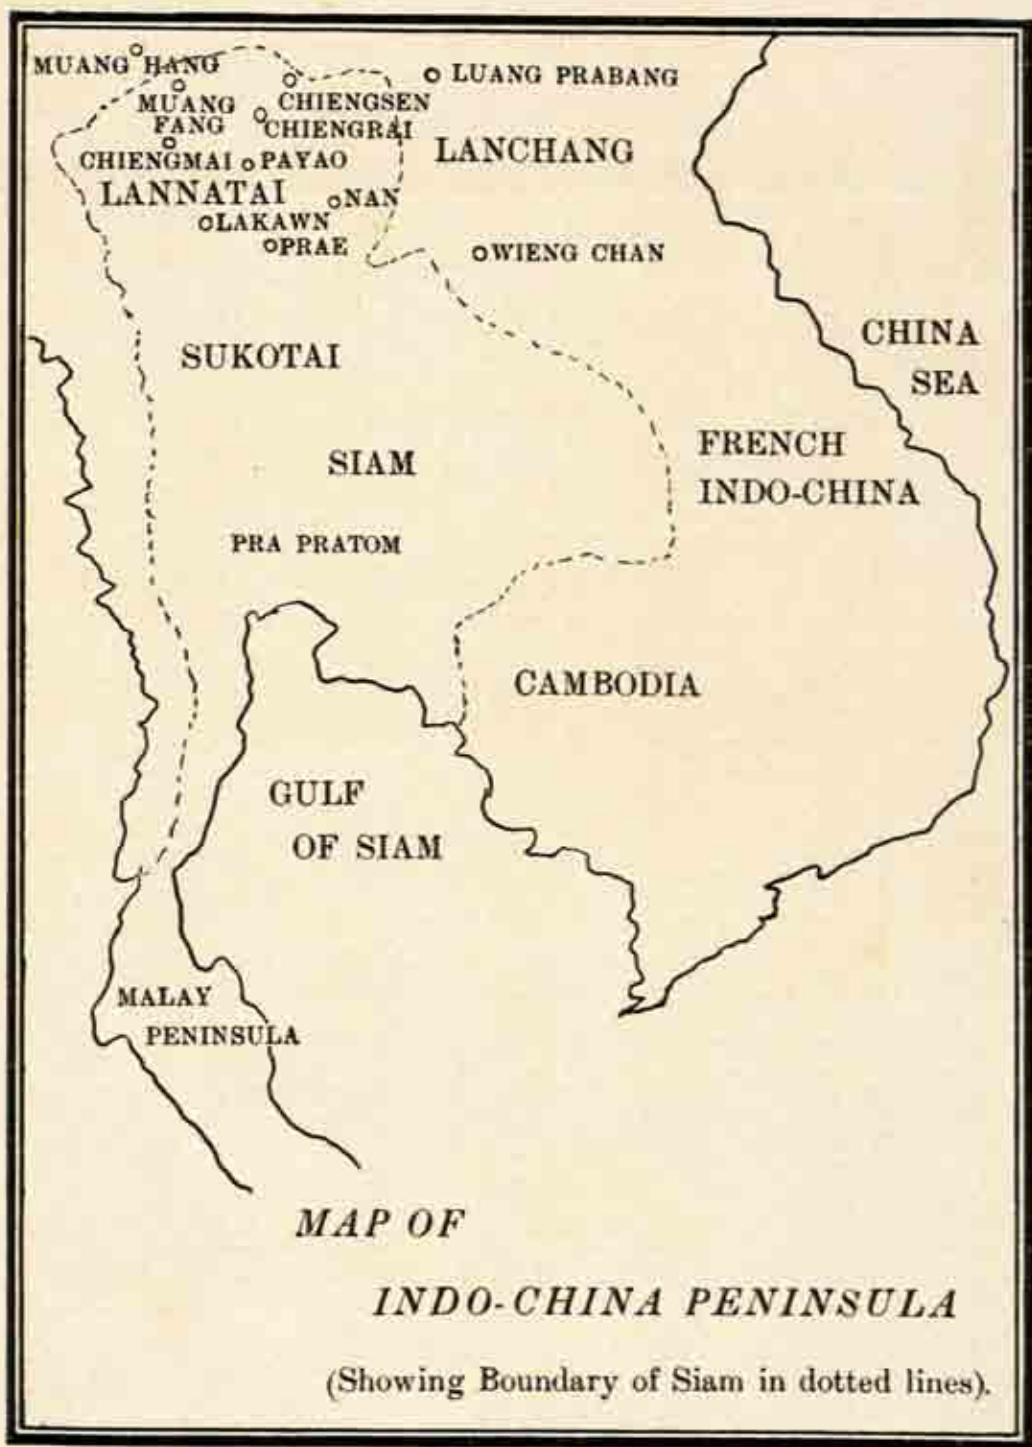 MUANG HANG
LUANG PRABANG
MUANG
FANG
CHIENGSEN
CHIENGRAI
LANCHANG
CHIENGMAI
PAYAO
LANNATAI
NAN
LAKAWN
PRAE
WIENG CHAN
SUKOTAI
CHINA
SEA
SIAM
FRENCH
INDO-CHINA
PRA PRATOM
CAMBODIA
GULF
OF SIAM
MALAY
PENINSULA
MAP OF
INDO-CHINA PENINSULA
(Showing Boundary of Siam in dotted lines).